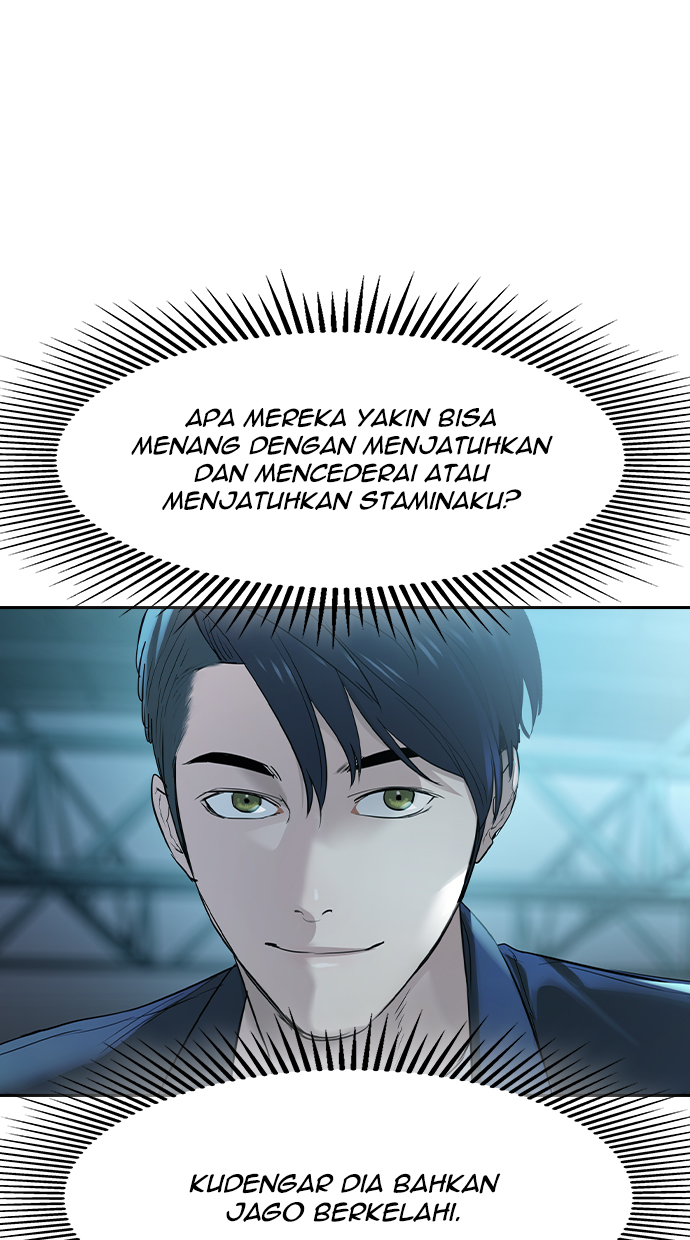 APA MEREKA YAKIN BISA
MENANG DENGAN MENJATUHKAN
DAN MENCEDERAI ATAU
MENJATUHKAN STAMINAKU?
KUDENGAR DIA BAHKAN
JAGO BERKELAHI.